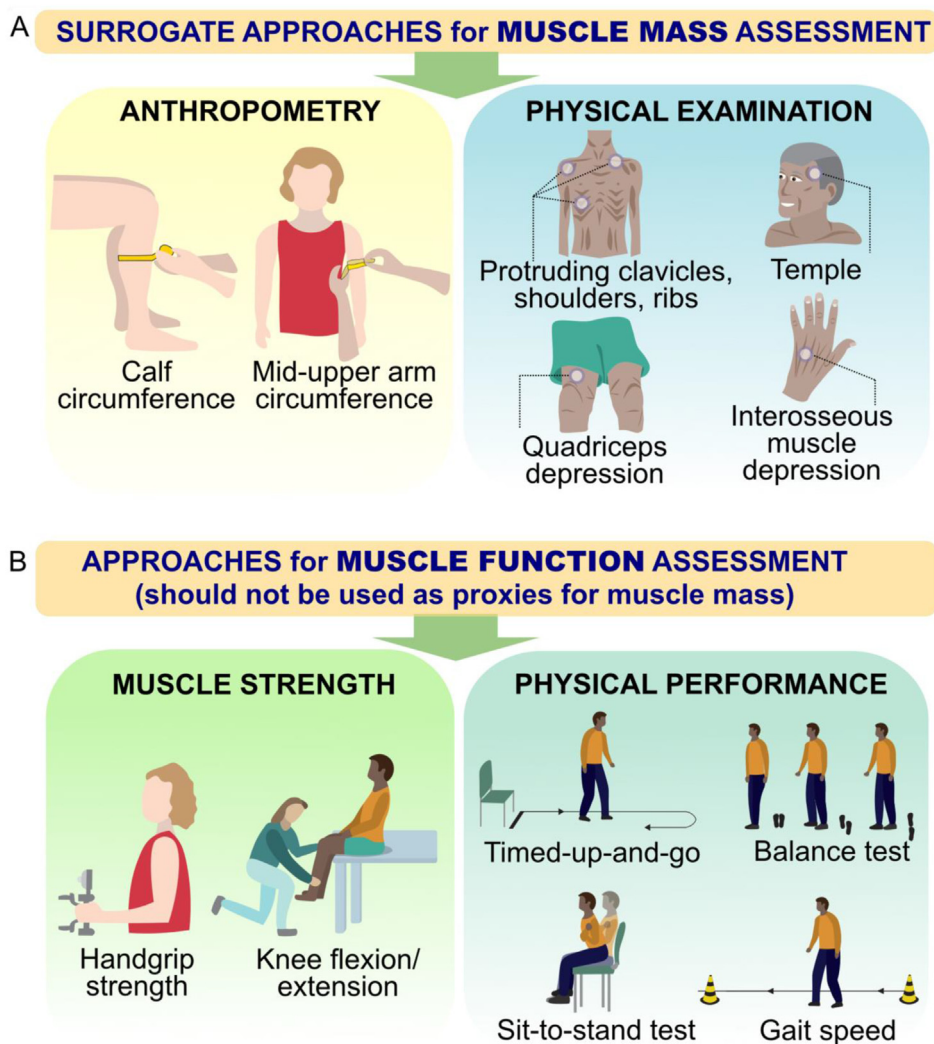 A
SURROGATE APPROACHES for MUSCLE MASS ASSESSMENT
ANTHROPOMETRY
Calf
circumference
Mid-upper arm
circumference
PHYSICAL EXAMINATION
Protruding clavicles,
shoulders, ribs
Temple
Quadriceps
depression
Interosseous
muscle
depression
B
APPROACHES for MUSCLE FUNCTION ASSESSMENT
(should not be used as proxies for muscle mass)
MUSCLE STRENGTH
Handgrip
strength
Knee flexion/
extension
PHYSICAL PERFORMANCE
Timed-up-and-go
Balance test
Sit-to-stand test
Gait speed